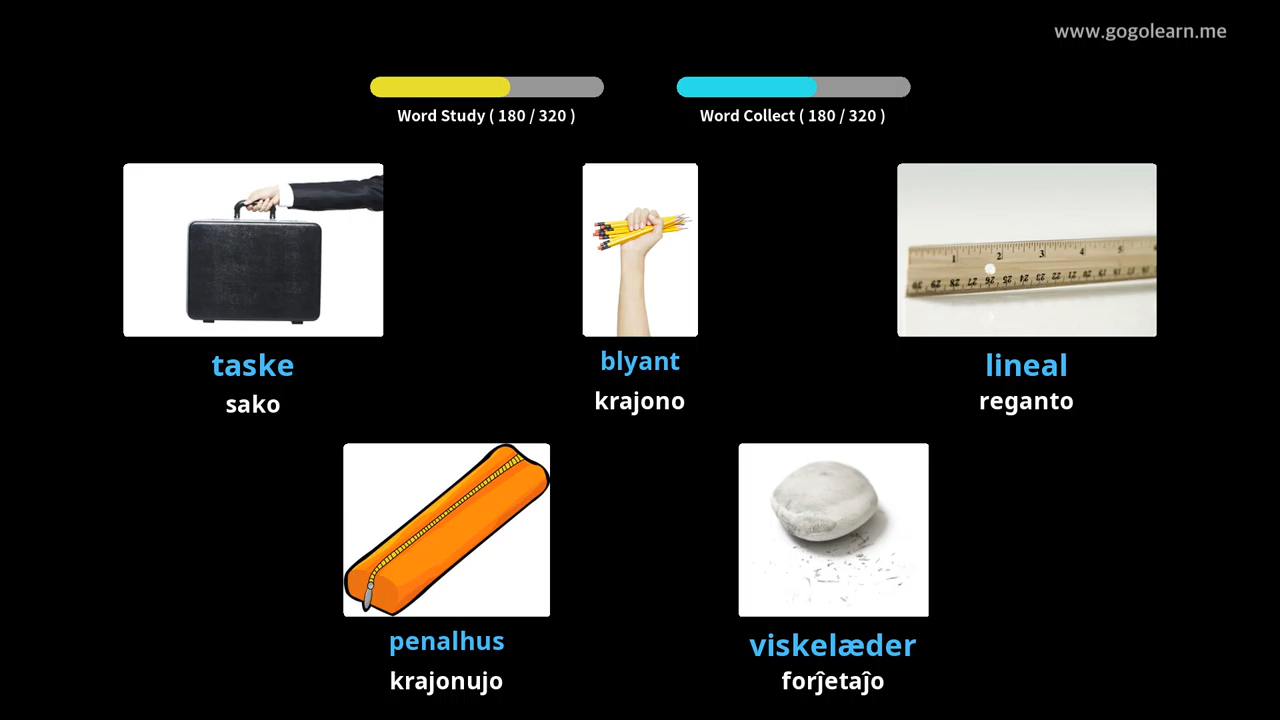 www.gogolearn.me
Word Study ( 180 / 320 )
Word Collect ( 180 / 320 )
taske
sako
blyant
krajono
lineal
reganto
penalhus
krajonujo
viskelæder
forĵetaĵo